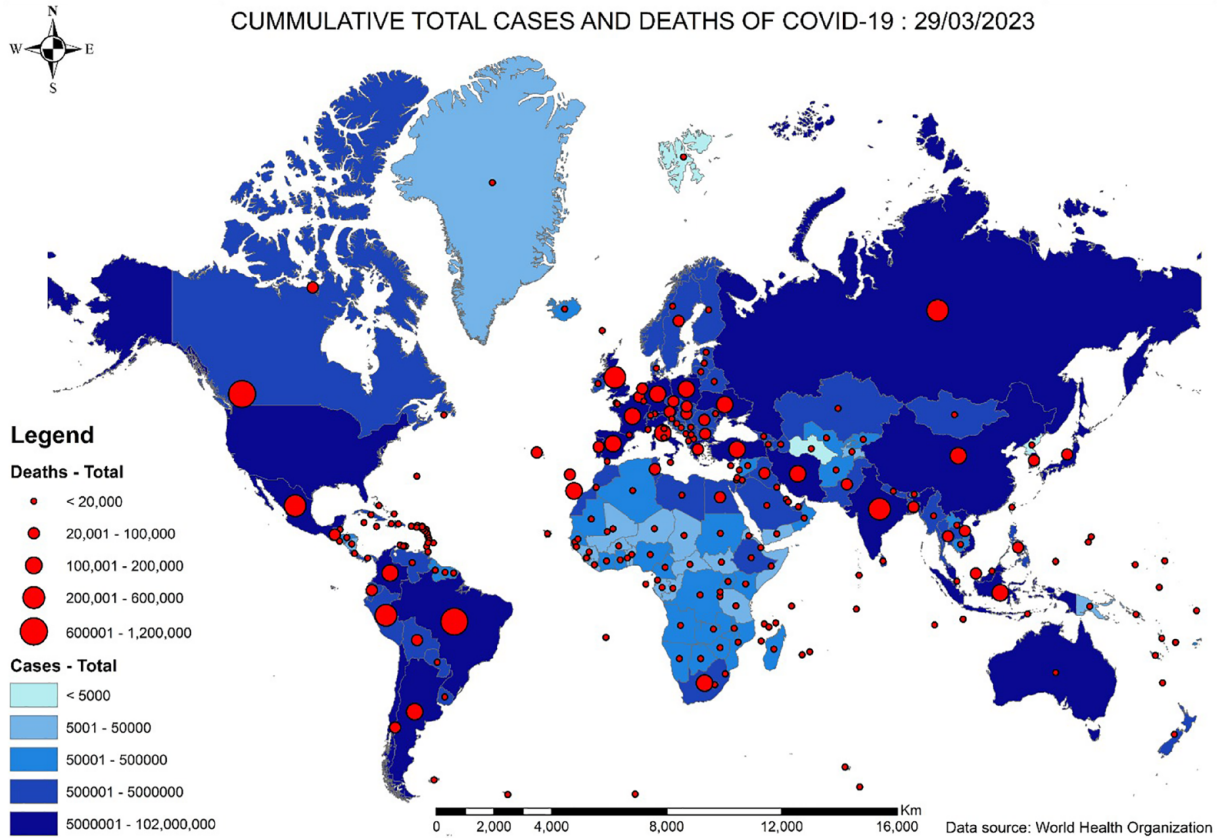 CUMMULATIVE TOTAL CASES AND DEATHS OF COVID-19 : 29/03/2023
N
W E
S
Legend
Deaths - Total
< 20,000
20,001 - 100,000
100,001 - 200,000
200,001 - 600,000
600001 - 1,200,000
Cases - Total
< 5000
5001 - 50000
50001 - 500000
500001 - 5000000
5000001 - 102,000,000
Km
0 2,000 4,000 8,000 12,000 16,000
Data source: World Health Organization